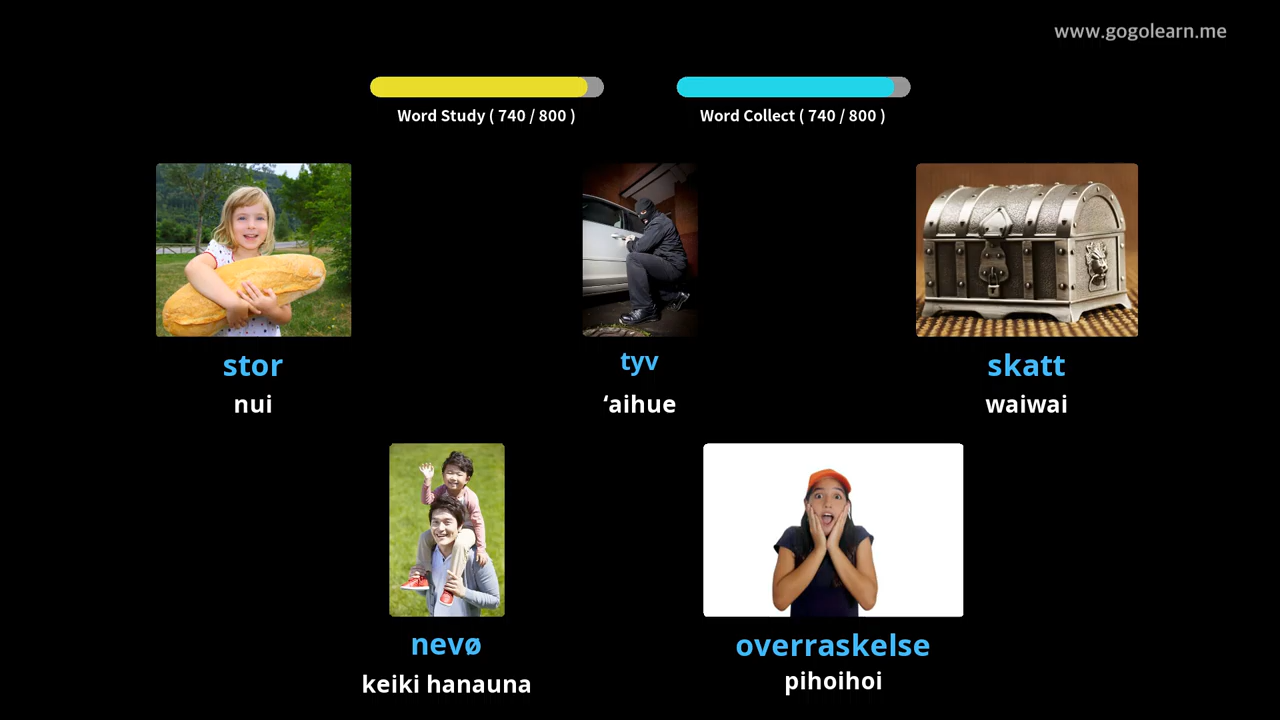 www.gogolearn.me
Word Study ( 740 / 800 )
Word Collect ( 740 / 800 )
stor
nui
tyv
‘aihue
skatt
waiwai
nevø
keiki hanauna
overraskelse
pihoihoi